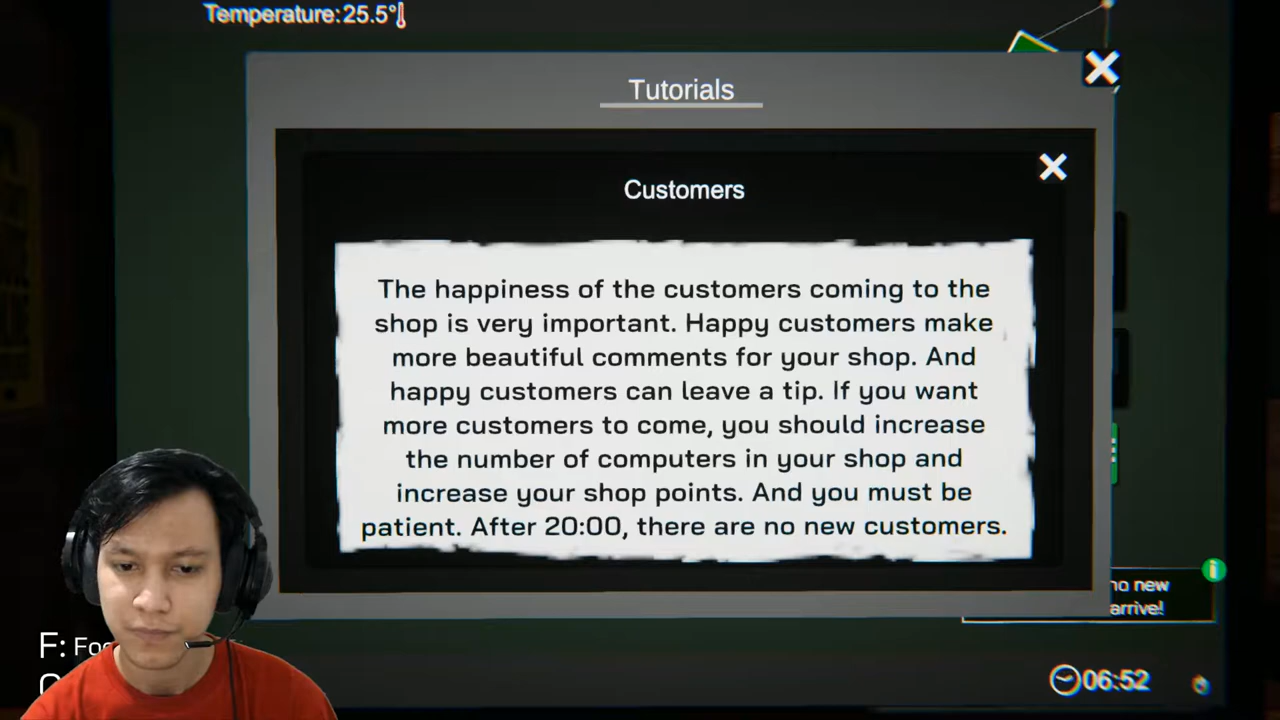 Temperature:25.5°
Tutorials
Customers
The happiness of the customers coming to the
shop is very important. Happy customers make
more beautiful comments for your shop. And
happy customers can leave a tip. If you want
more customers to come, you should increase
the number of computers in your shop and
increase your shop points. And you must be
patient. After 20:00, there are no new customers.
no new
arrive!
F:
06:52